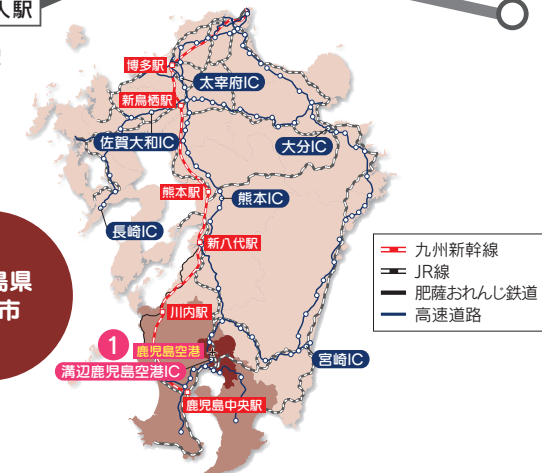 人駅
博多駅
太宰府IC
新鳥栖駅
佐賀大和IC
大分IC
熊本駅
熊本IC
長崎IC
新八代駅
九州新幹線
JR線
肥薩おれんじ鉄道
高速道路
島県
市
川内駅
1
鹿児島空港
宮崎IC
溝辺鹿児島空港IC
鹿児島中央駅